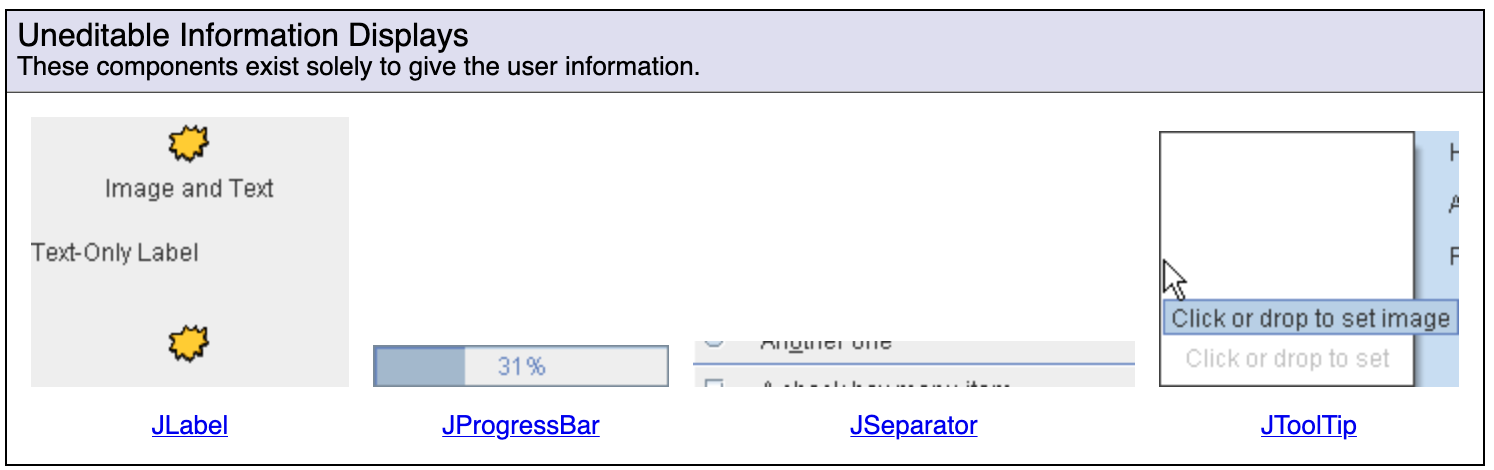 Uneditable Information Displays
These components exist solely to give the user information.
Image and Text
Text-Only Label
31%
Another one
A check box menu item
H
A
F
Click or drop to set image
Click or drop to set
JLabel
JProgressBar
JSeparator
JToolTip